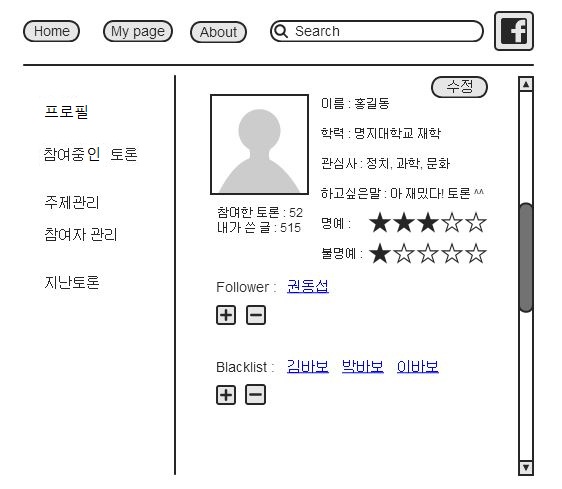 Home My page About Search
프로필
참여중인 토론
주제관리
참여자 관리
지난토론
수정
이름 : 홍길동
학력 : 명지대학교 재학
관심사 : 정치, 과학, 문화
하고싶은말 : 아 재밌다! 토론 ^^
참여한 토론 : 52
내가 쓴 글 : 515
명예 :
불명예 :
Follower : 권동섭
Blacklist : 김바보 박바보 이바보